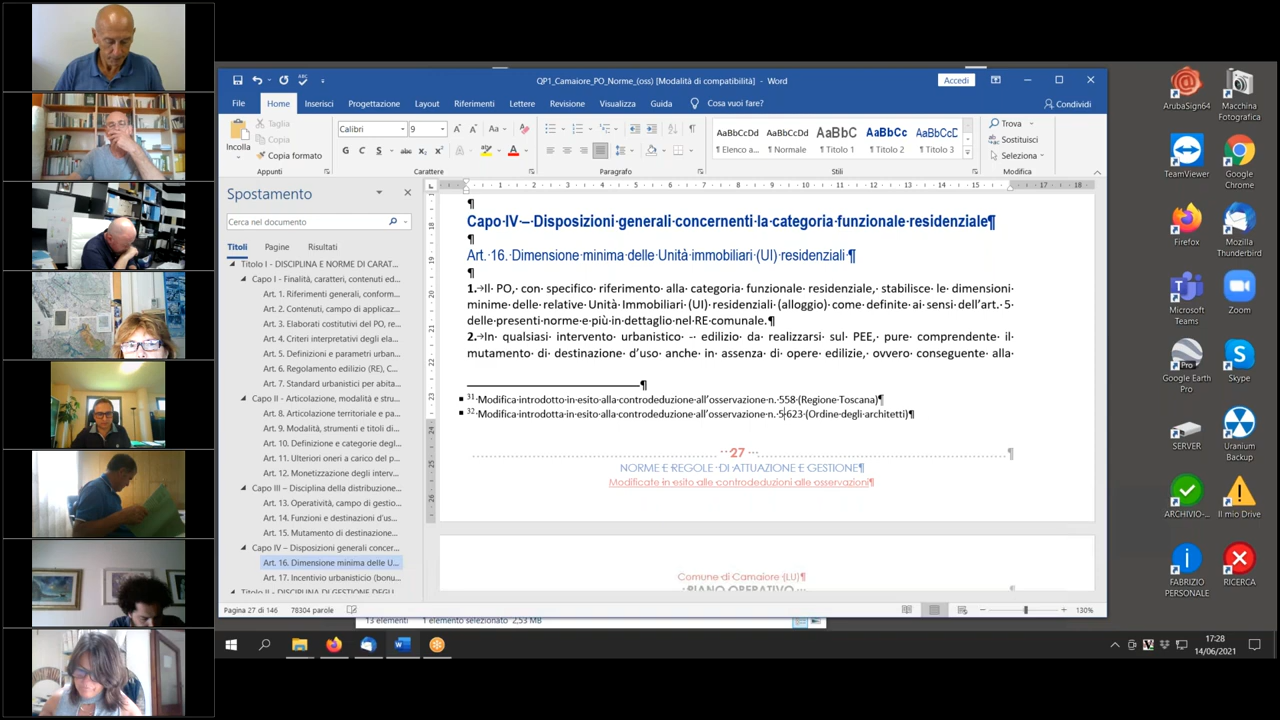 QP1_Camaiore_PO_Norme_(oss) [Modalità di compatibilità] - Word
Accedi
File Home Inserisci Progettazione Layout Riferimenti Lettere Revisione Visualizza Guida Cosa vuoi fare? Condividi
Incolla
Taglia
Copia
Copia formato
Appunti
Calibri 9
G C S abc x₂ x²
Carattere
Paragrafo
AaBbCcDd AaBbCcDd AaBbC AaBbCc AaBbCcD
¶ Elenco a... ¶ Normale ¶ Titolo 1 ¶ Titolo 2 ¶ Titolo 3
Stili
Trova
Sostituisci
Seleziona
Modifica
Spostamento
Cerca nel documento
Titoli Pagine Risultati
Titolo I - DISCIPLINA E NORME DI CARAT...
Capo I - Finalità, caratteri, contenuti ed...
Art. 1. Riferimenti generali, conform...
Art. 2. Contenuti, campo di applicaz...
Art. 3. Elaborati costitutivi del PO, re...
Art. 4. Criteri interpretativi degli ela...
Art. 5. Definizioni e parametri urban...
Art. 6. Regolamento edilizio (RE), C...
Art. 7. Standard urbanistici per abita...
Capo II - Articolazione, modalità e stru...
Art. 8. Articolazione territoriale e pa...
Art. 9. Modalità, strumenti e titoli di...
Art. 10. Definizione e categorie degl...
Art. 11. Ulteriori oneri a carico del p...
Art. 12. Monetizzazione degli interv...
Capo III – Disciplina della distribuzione...
Art. 13. Operatività, campo di gestio...
Art. 14. Funzioni e destinazioni d'us...
Art. 15. Mutamento di destinazione...
Capo IV – Disposizioni generali concer...
Art. 16. Dimensione minima delle U...
Art. 17. Incentivo urbanisticio (bonu...
Titolo II - DISCIPLINA DI GESTIONE DEGL
Capo·IV·–·Disposizioni·generali·concernenti·la·categoria·funzionale·residenziale¶
Art.·16.·Dimensione·minima·delle·Unità·immobiliari·(UI)·residenziali·¶
1.→Il PO,· con· specifico· riferimento· alla· categoria· funzionale· residenziale,· stabilisce· le· dimensioni·
minime·delle·relative·Unità·Immobiliari·(UI)·residenziali·(alloggio)·come·definite·ai·sensi·dell'art.·5·
delle·presenti·norme·e·più·in·dettaglio·nel·RE·comunale.¶
2.→In· qualsiasi· intervento· urbanistico· -· edilizio· da· realizzarsi· sul· PEE,· pure· comprendente· il·
mutamento· di· destinazione· d'uso· anche· in· assenza· di· opere· edilizie,· ovvero· conseguente· alla·
31·Modifica·introdotto·in·esito·alla·controdeduzione·all'osservazione·n.·558·(Regione·Toscana)¶
32·Modifica·introdotta·in·esito·alla·controdeduzione·all'osservazione·n.·5623·(Ordine·degli·architetti)¶
27
NORME·E·REGOLE··DI·ATTUAZIONE·E·GESTIONE¶
Modificate·in·esito·alle·controdeduzioni·alle·osservazioni¶
Comune·di·Camaiore·(LU)¶
PIANO·OPERATIVO
Pagina 27 di 146 78304 parole 130%
13 elementi 1 elemento selezionato 2,53 MB
ArubaSign64
Macchina Fotografica
TeamViewer
Google Chrome
Firefox
Mozilla Thunderbird
Microsoft Teams
Zoom
Google Earth Pro
Skype
SERVER
Uranium Backup
ARCHIVIO-...
Il mio Drive
FABRIZIO PERSONALE
RICERCA
17:28
14/06/2021